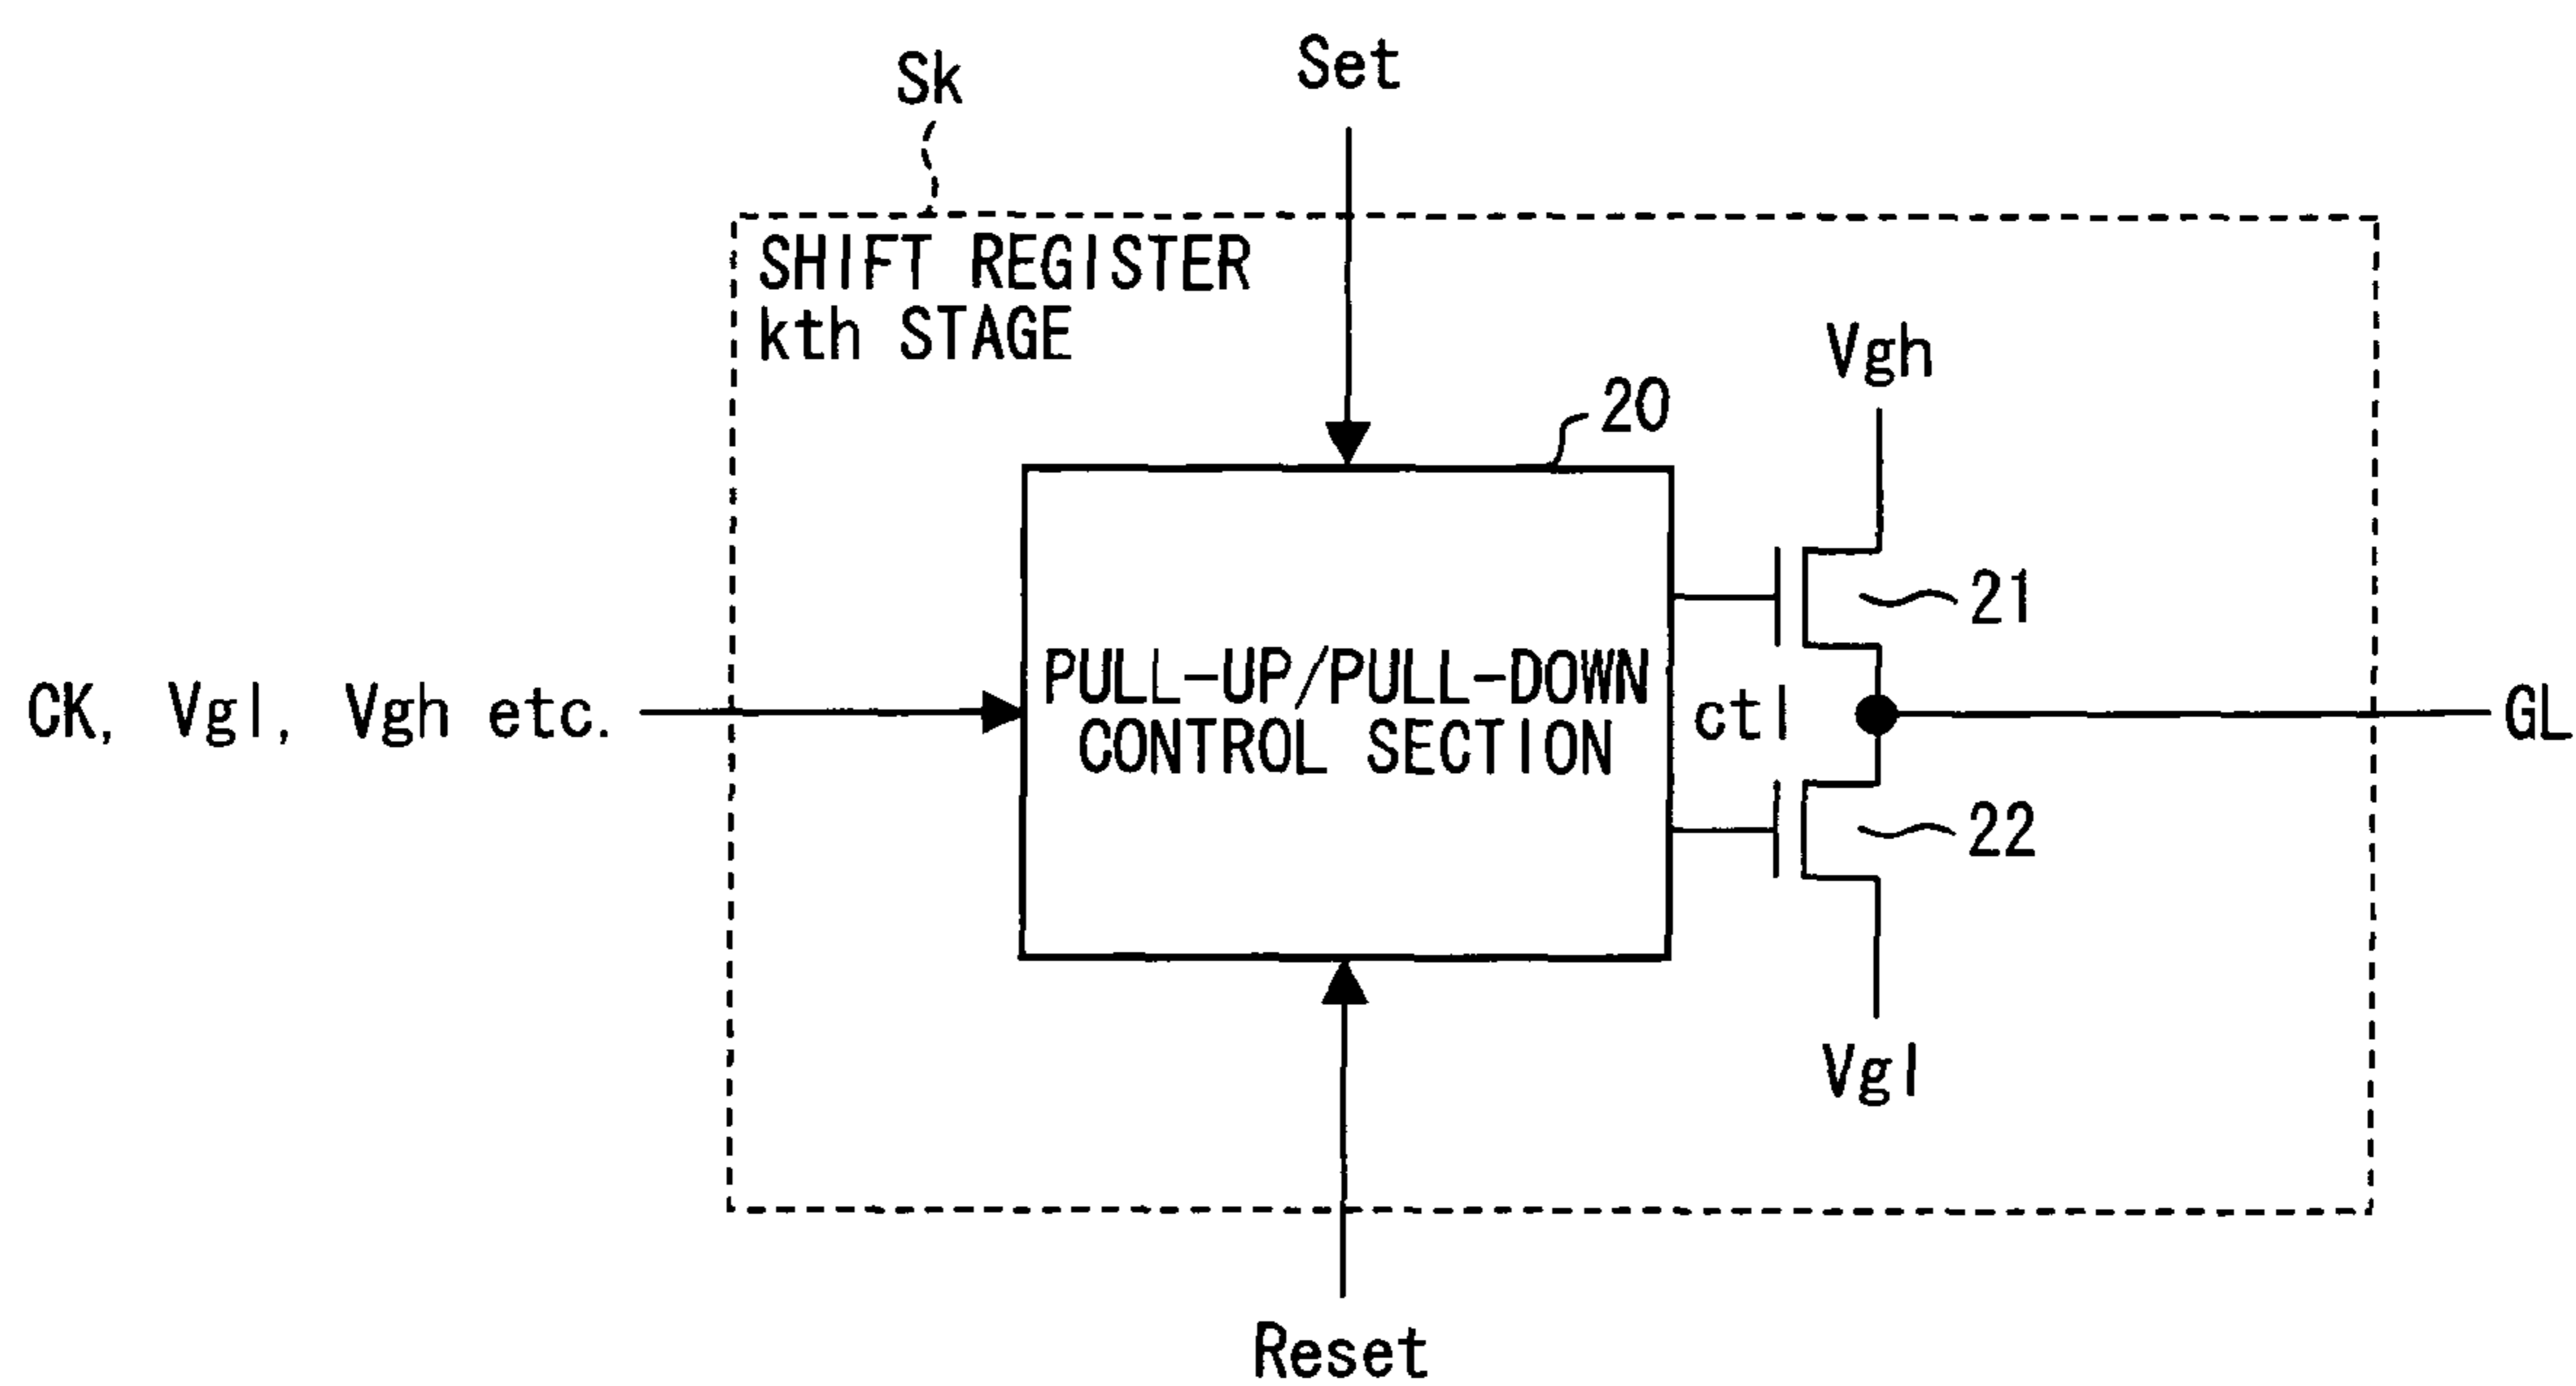 Sk
Set
SHIFT REGISTER
kth STAGE
Vgh
20
21
CK, Vgl, Vgh etc.
PULL-UP/PULL-DOWN
CONTROL SECTION
ctl
GL
22
Vgl
Reset